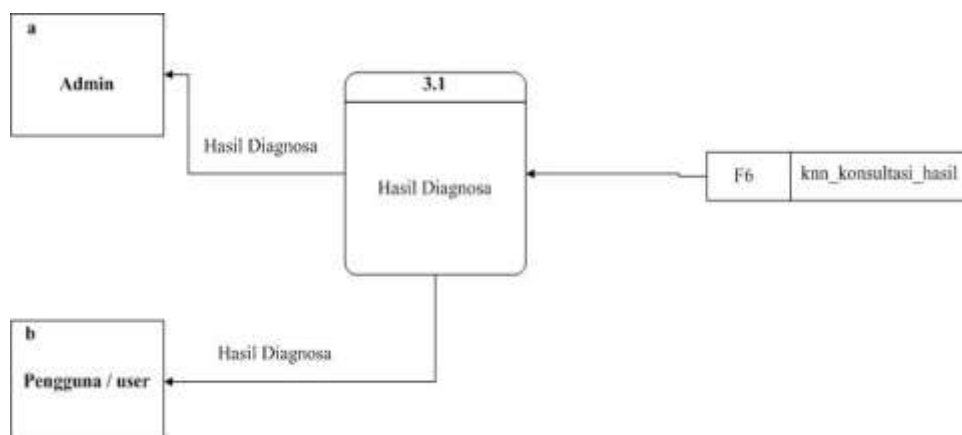 a
Admin
3.1
Hasil Diagnosa
Hasil Diagnosa
F6
knn_konsultasi_hasil
b
Pengguna / user
Hasil Diagnosa